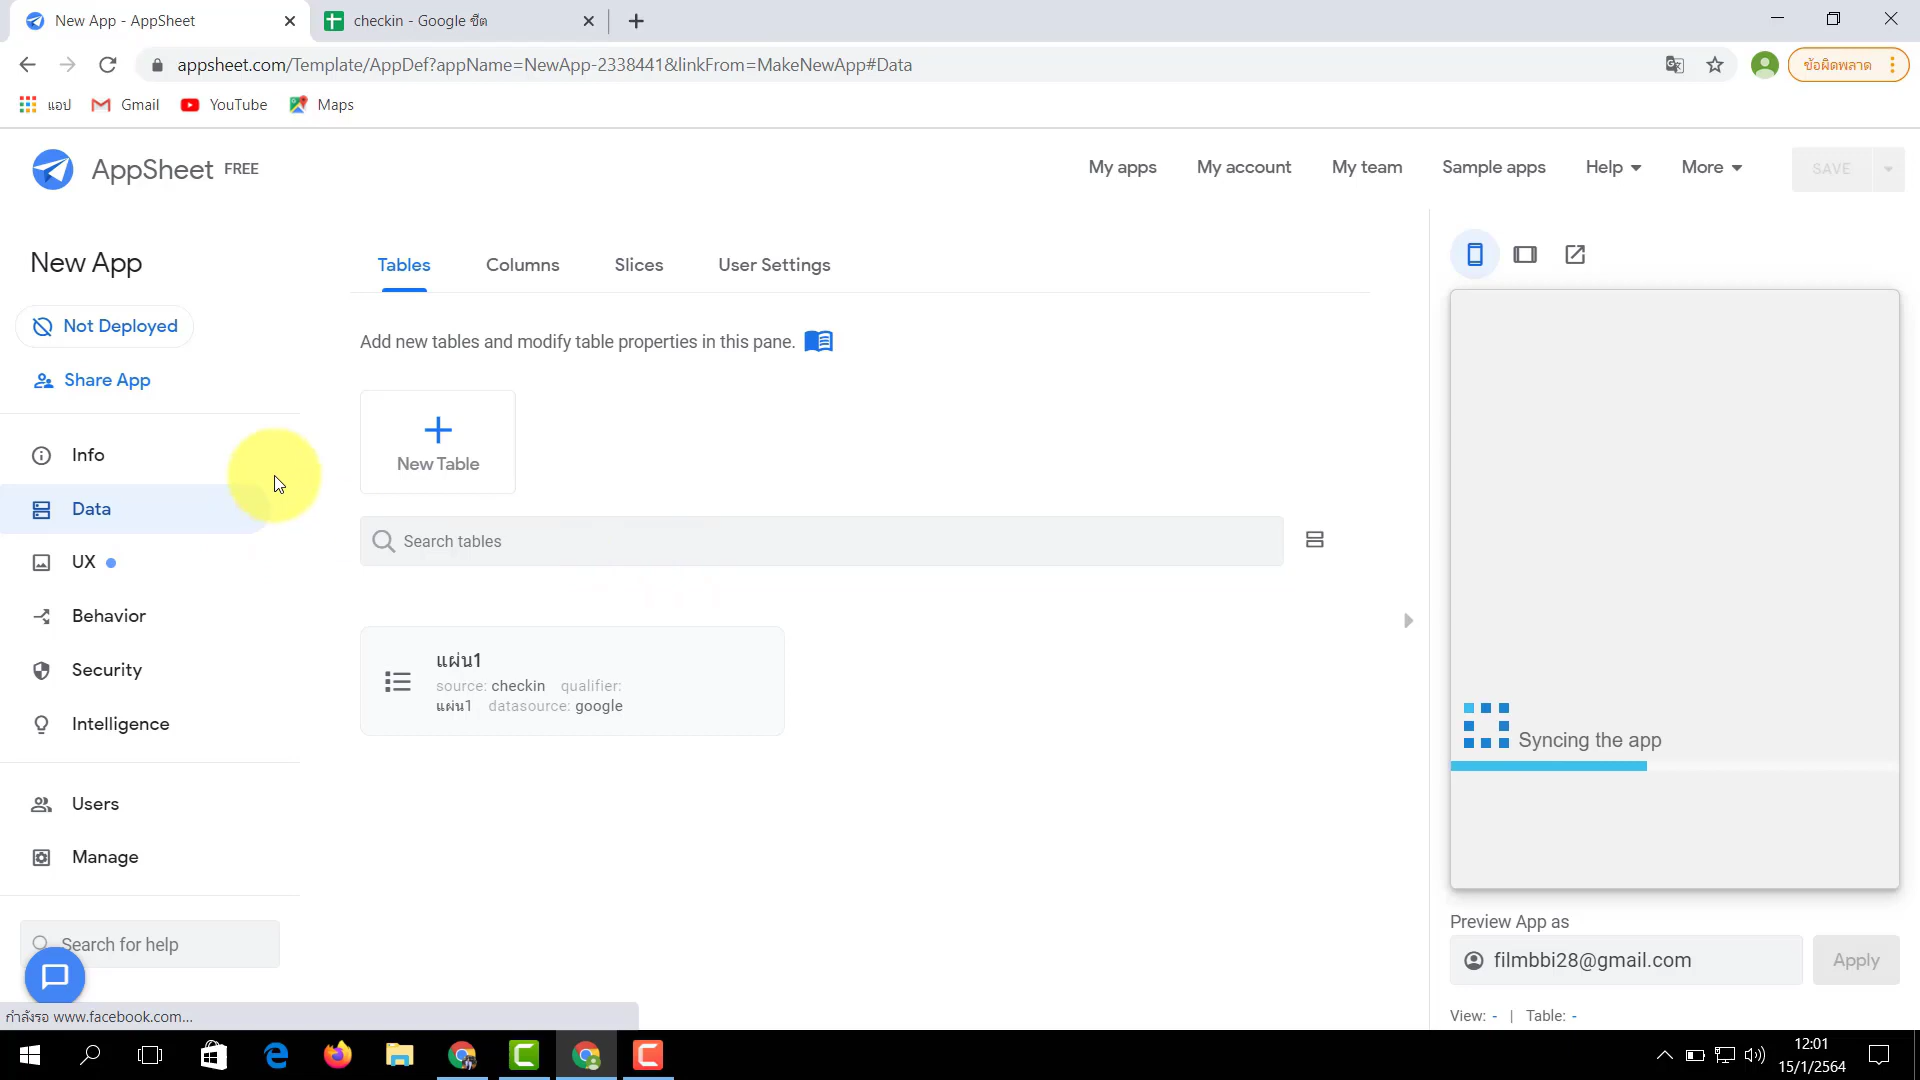 New App - AppSheet
checkin - Google ชีต
appsheet.com/Template/AppDef?appName=NewApp-2338441&linkFrom=MakeNewApp#Data
ข้อผิดพลาด
แอป
Gmail
YouTube
Maps
AppSheet FREE
My apps
My account
My team
Sample apps
Help
More
SAVE
New App
Not Deployed
Share App
Info
Data
UX
Behavior
Security
Intelligence
Users
Manage
Search for help
Tables
Columns
Slices
User Settings
Add new tables and modify table properties in this pane.
New Table
Search tables
แผ่น1
source: checkin qualifier:
แผ่น1 datasource: google
Syncing the app
Preview App as
filmbbi28@gmail.com
Apply
View: - | Table: -
กำลังรอ www.facebook.com...
12:01
15/1/2564